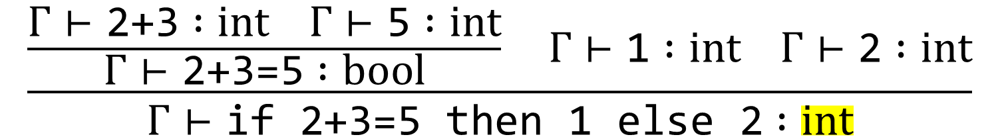 Γ ⊢ 2+3 : int Γ ⊢ 5 : int
Γ ⊢ 1 : int Γ ⊢ 2 : int
Γ ⊢ 2+3=5 : bool
Γ ⊢ if 2+3=5 then 1 else 2 : int